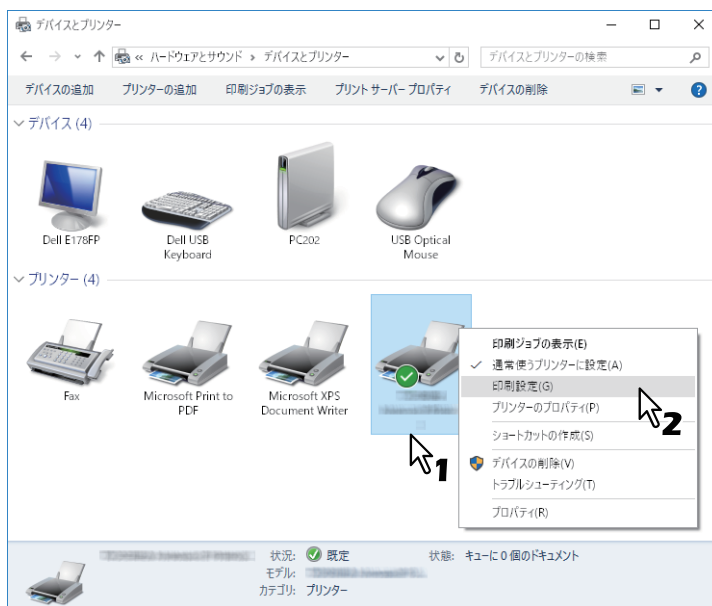 デバイスとプリンター
« ハードウェアとサウンド › デバイスとプリンター
デバイスとプリンターの検索
デバイスの追加 プリンターの追加 印刷ジョブの表示 プリント サーバー プロパティ デバイスの削除
デバイス (4)
Dell E178FP
Dell USB
Keyboard
PC202
USB Optical
Mouse
プリンター (4)
Fax
Microsoft Print to
PDF
Microsoft XPS
Document Writer
1
印刷ジョブの表示(E)
通常使うプリンターに設定(A)
印刷設定(G)
プリンターのプロパティ(P)
2
ショートカットの作成(S)
デバイスの削除(V)
トラブルシューティング(T)
プロパティ(R)
状況: 既定 状態: キューに 0 個のドキュメント
モデル:
カテゴリ: プリンター